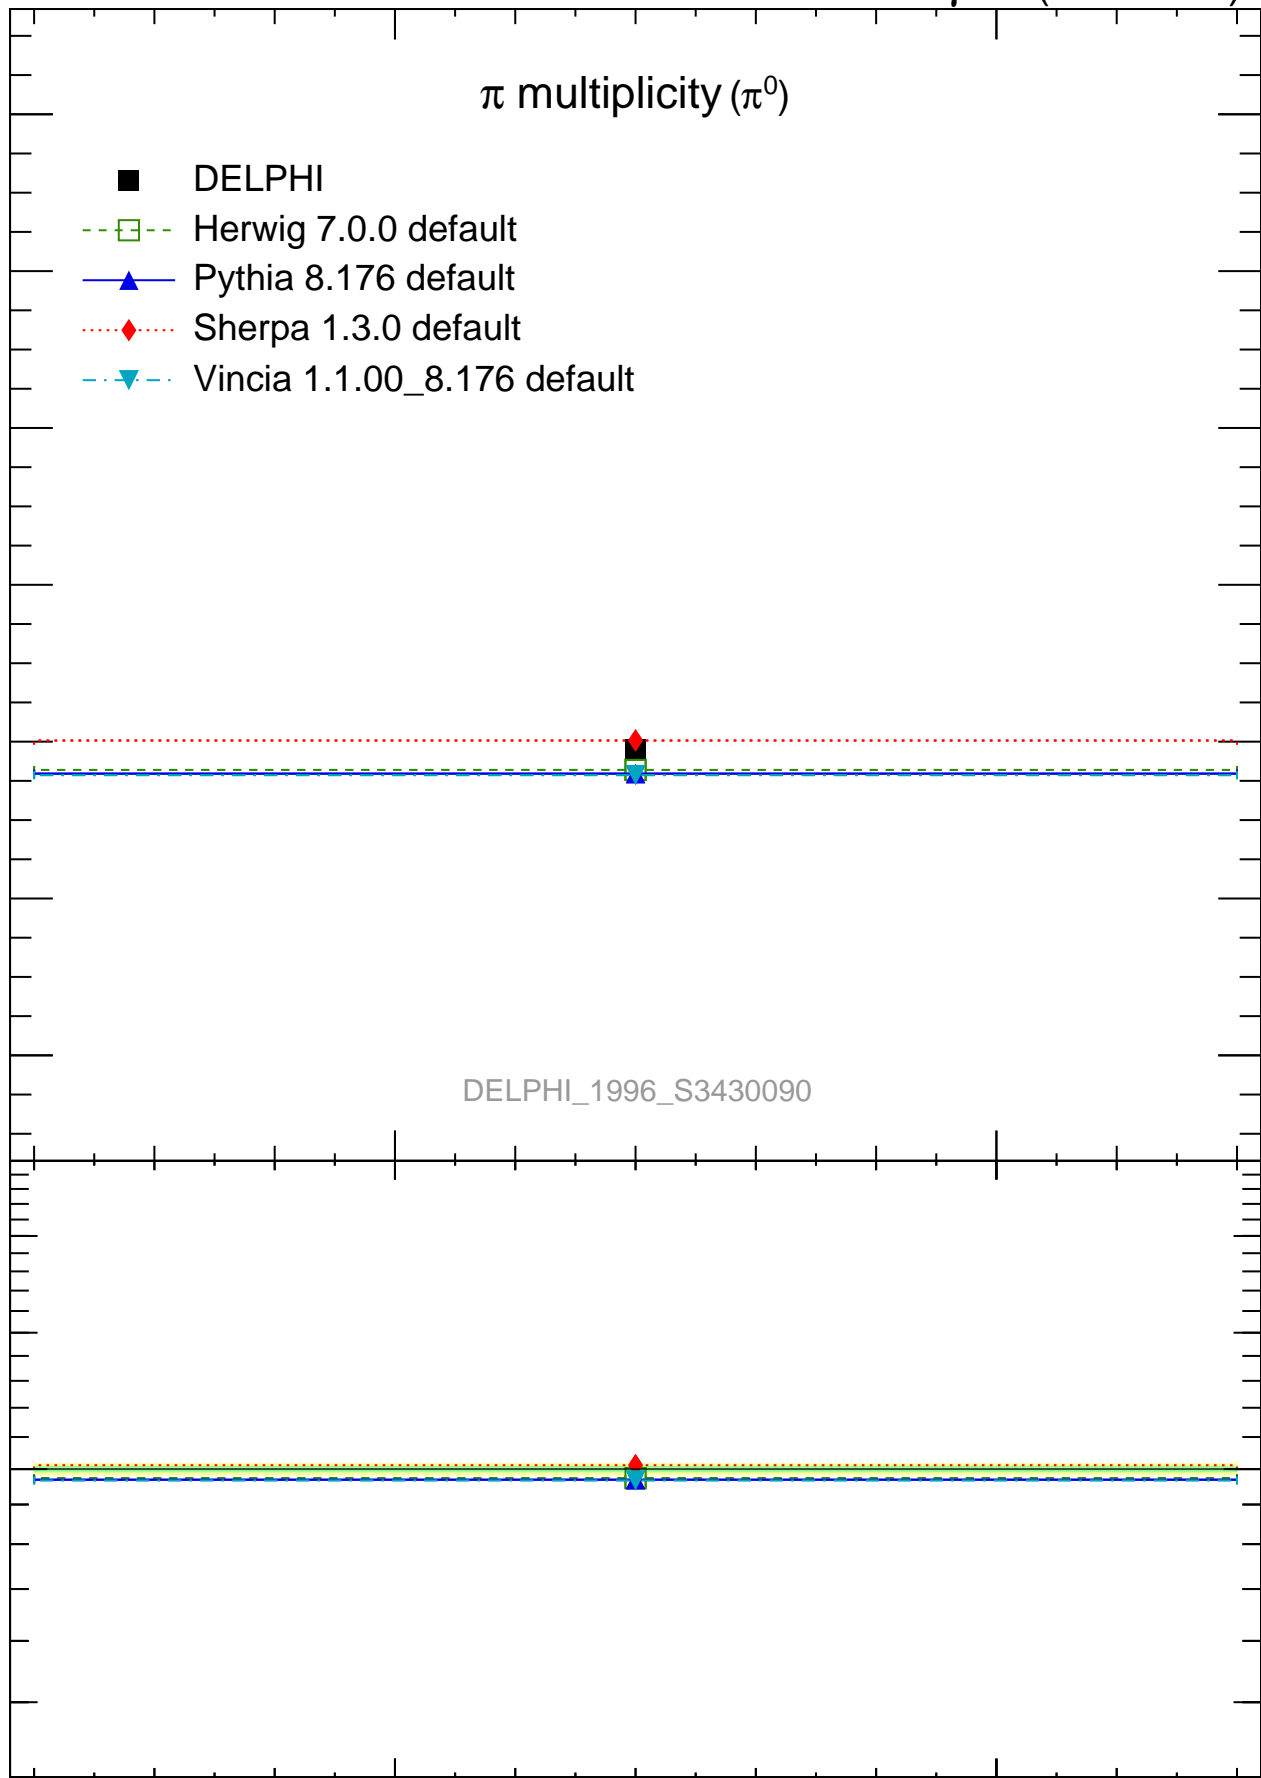 π multiplicity (π⁰)
DELPHI
Herwig 7.0.0 default
Pythia 8.176 default
Sherpa 1.3.0 default
Vincia 1.1.00_8.176 default
DELPHI_1996_S3430090